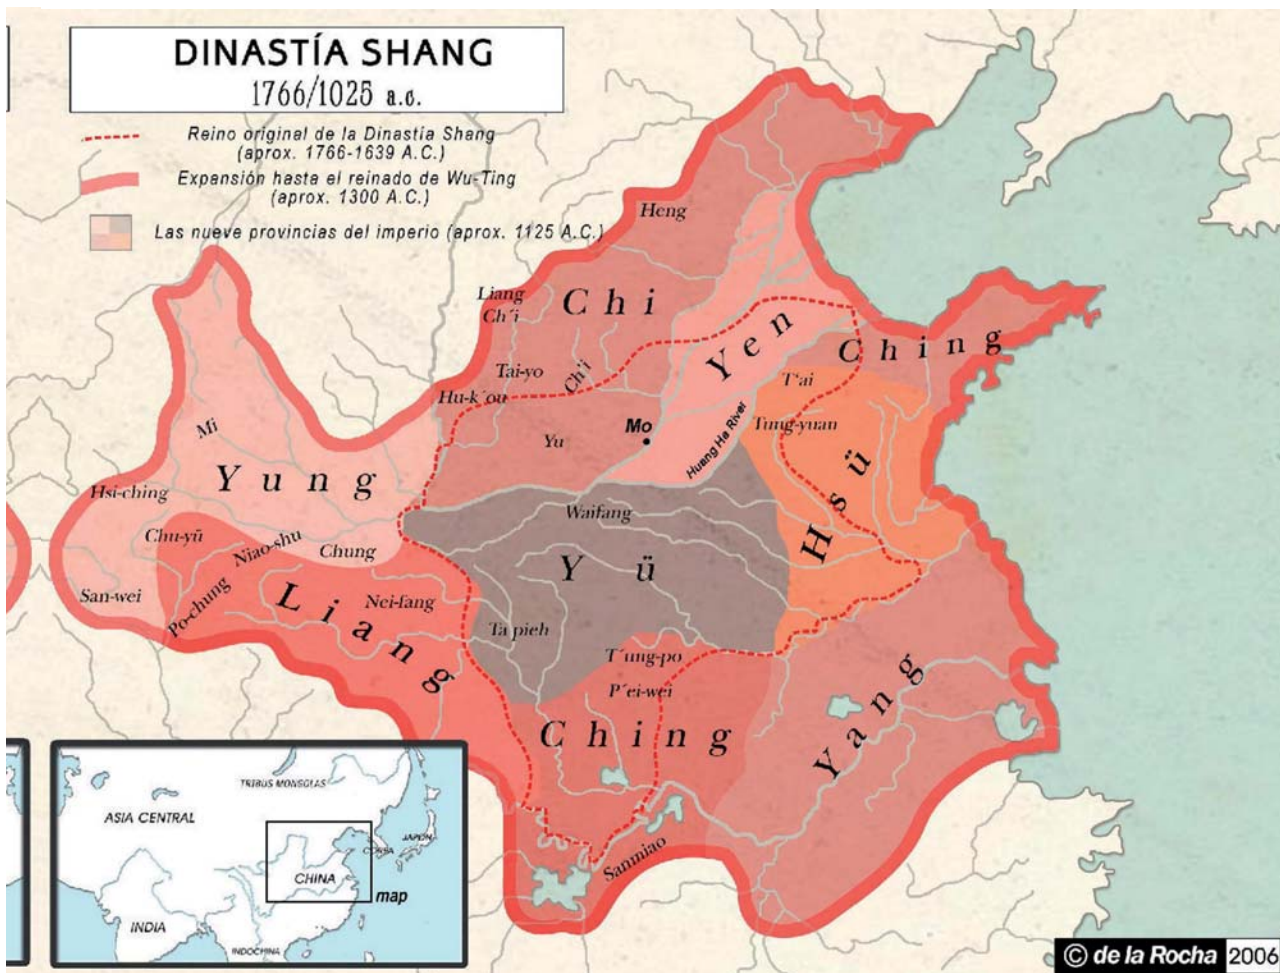 DINASTÍA SHANG
1766/1025 a.c.
Reino original de la Dinastía Shang
(aprox. 1766-1639 A.C.)
Expansión hasta el reinado de Wu-Ting
(aprox. 1300 A.C.)
Las nueve provincias del imperio (aprox. 1125 A.C.)
Heng
Liang
Ch´i
Chi
Yen
Ching
Tai-yo
Ch'i
T'ai
Hu-k´ou
Mo
Tung-yuan
Yu
Huang Ha River
Mi
Yung
Hsü
Hsi-ching
Waifang
Chu-yü
Niao-shu
Chung
Yü
San-wei
Po-chung
Liang
Nei-fang
Ta pieh
T´ung-po
P´ei-wei
Ching
Yang
Sanmiao
TRIBUS MONGOLAS
ASIA CENTRAL
JAPON
COREA
CHINA
map
INDIA
INDOCHINA
© de la Rocha 2006